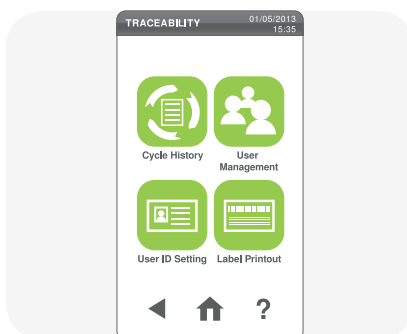 TRACEABILITY
01/05/2013
15:35
Cycle History
User
Management
User ID Setting
Label Printout
?